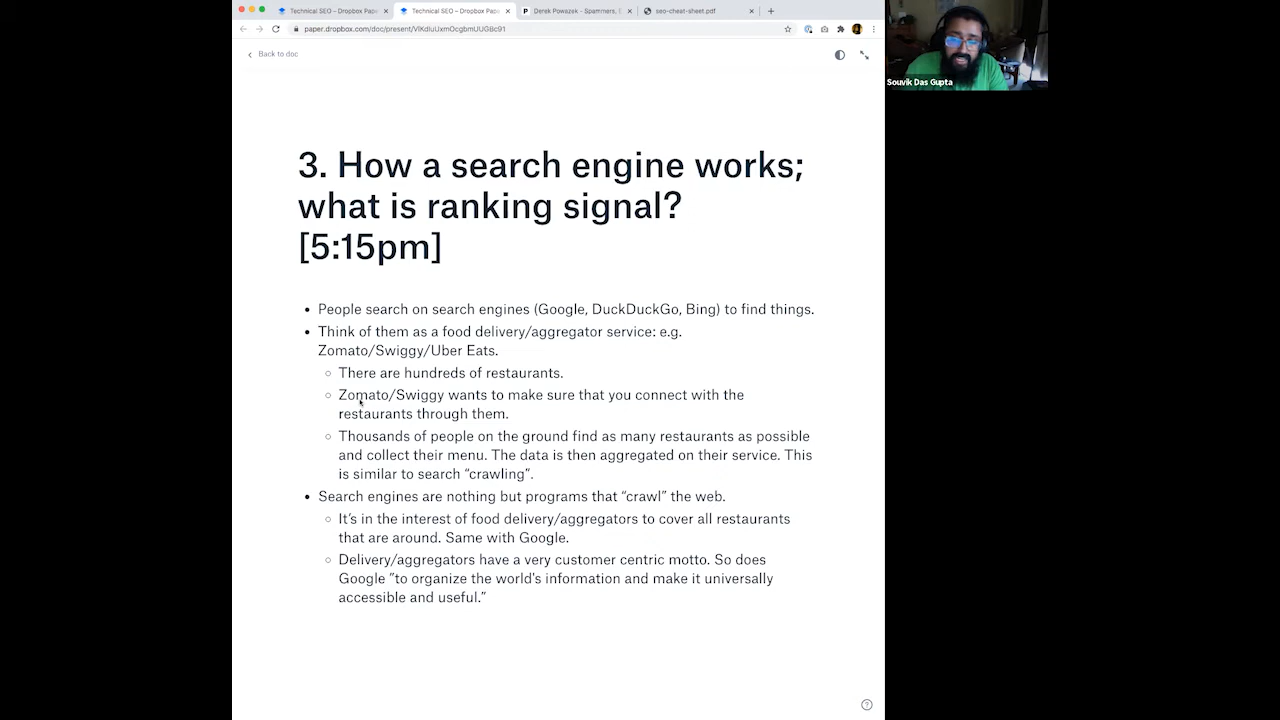 Technical SEO – Dropbox Pape
Technical SEO – Dropbox Pape
Derek Powazek - Spammers, E
seo-cheat-sheet.pdf
paper.dropbox.com/doc/present/VlKdiuUxmOcgbmUUGBc91
Back to doc
Souvik Das Gupta
3. How a search engine works;
what is ranking signal?
[5:15pm]
• People search on search engines (Google, DuckDuckGo, Bing) to find things.
• Think of them as a food delivery/aggregator service: e.g.
Zomato/Swiggy/Uber Eats.
○ There are hundreds of restaurants.
○ Zomato/Swiggy wants to make sure that you connect with the
restaurants through them.
○ Thousands of people on the ground find as many restaurants as possible
and collect their menu. The data is then aggregated on their service. This
is similar to search “crawling”.
• Search engines are nothing but programs that “crawl” the web.
○ It’s in the interest of food delivery/aggregators to cover all restaurants
that are around. Same with Google.
○ Delivery/aggregators have a very customer centric motto. So does
Google “to organize the world's information and make it universally
accessible and useful.”